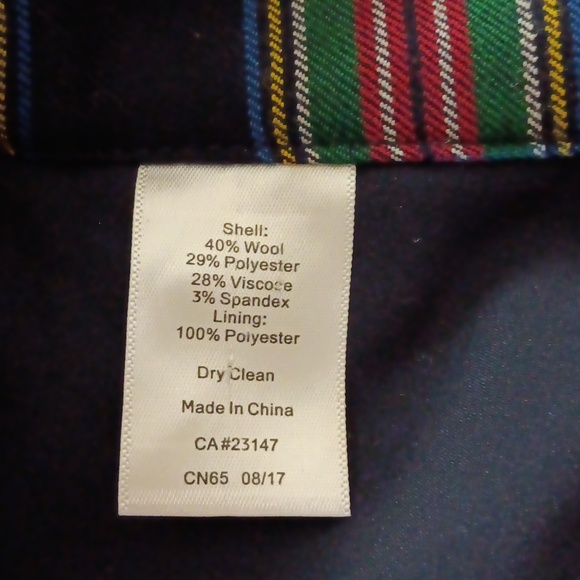 Shell:
40% Wool
29% Polyester
28% Viscose
3% Spandex
Lining:
100% Polyester
Dry Clean
Made In China
CA#23147
CN65 08/17